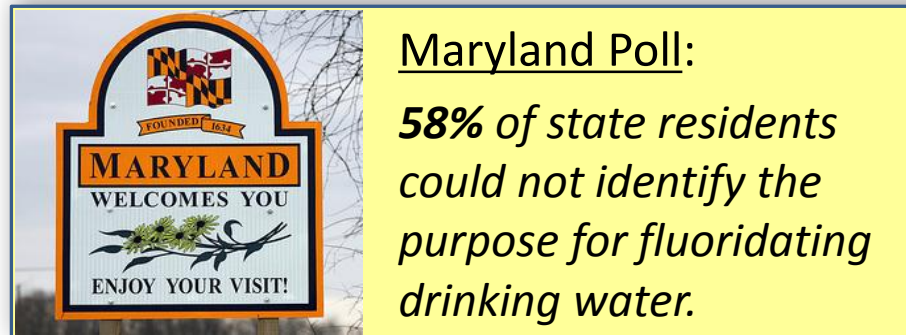 FOUNDED 1634
MARYLAND
WELCOMES YOU
ENJOY YOUR VISIT!
Maryland Poll:
58% of state residents
could not identify the
purpose for fluoridating
drinking water.